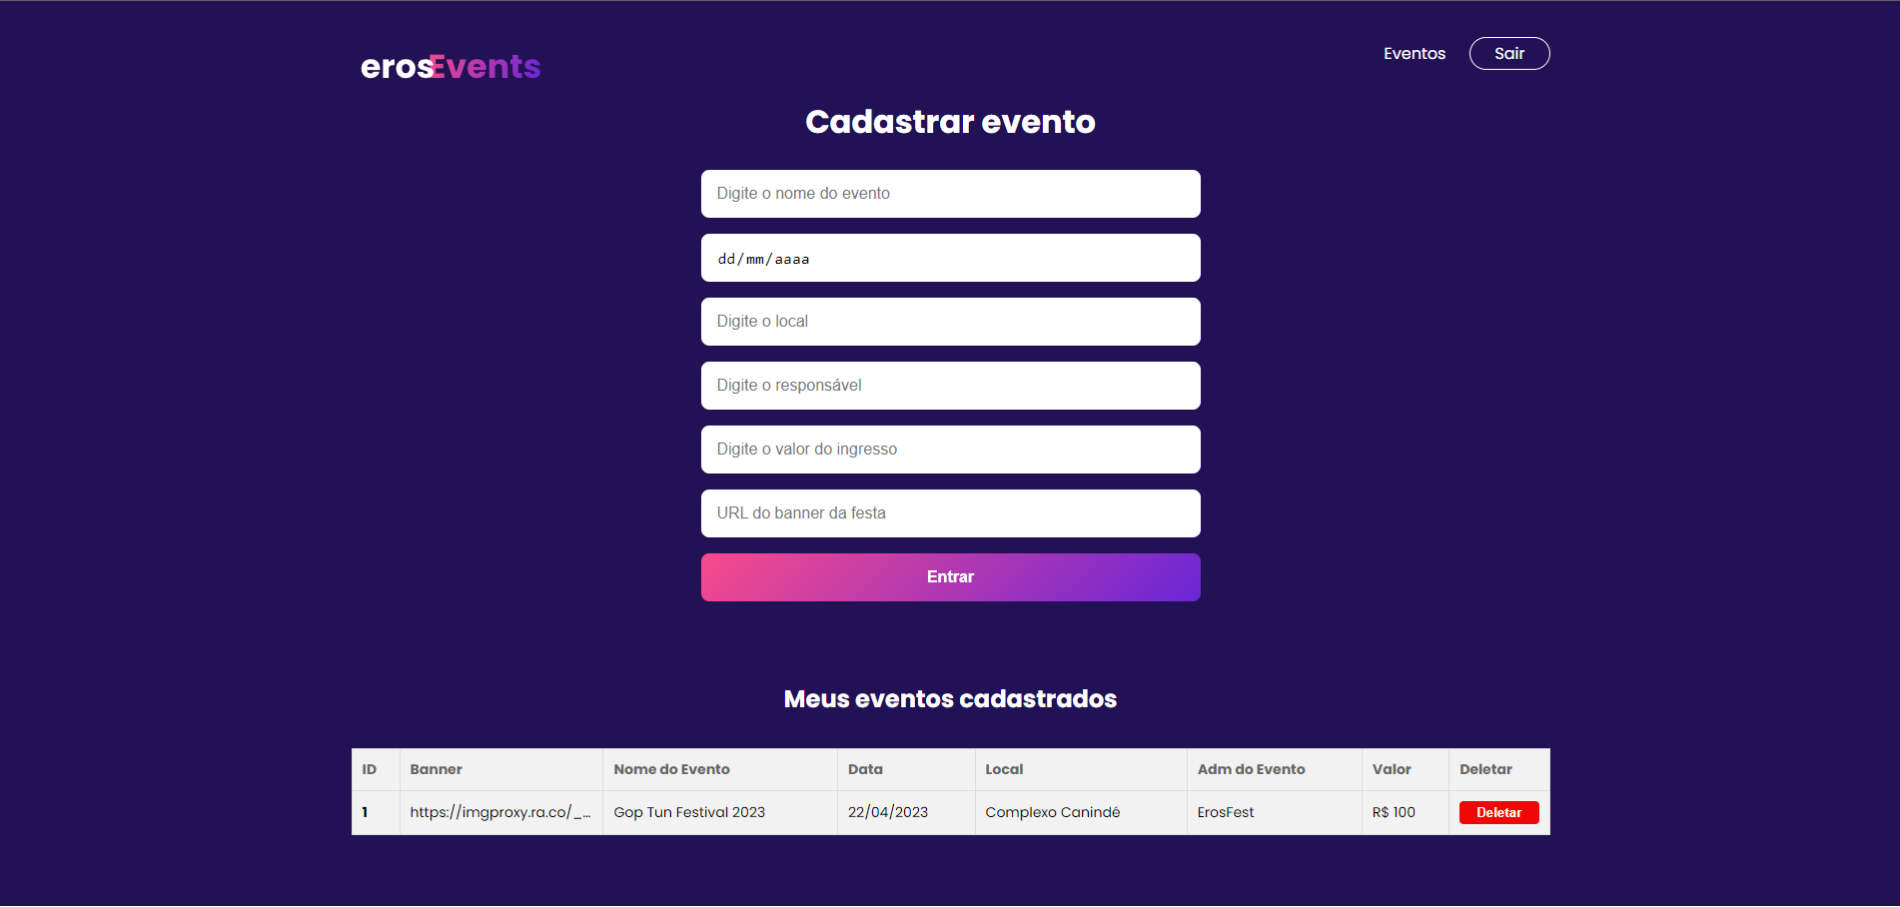 erosEvents
Eventos Sair
Cadastrar evento
Digite o nome do evento
dd/mm/aaaa
Digite o local
Digite o responsável
Digite o valor do ingresso
URL do banner da festa
Entrar
Meus eventos cadastrados
ID Banner Nome do Evento Data Local Adm do Evento Valor Deletar
1 https://imgproxy.ra.co/_... Gop Tun Festival 2023 22/04/2023 Complexo Canindé ErosFest R$ 100 Deletar